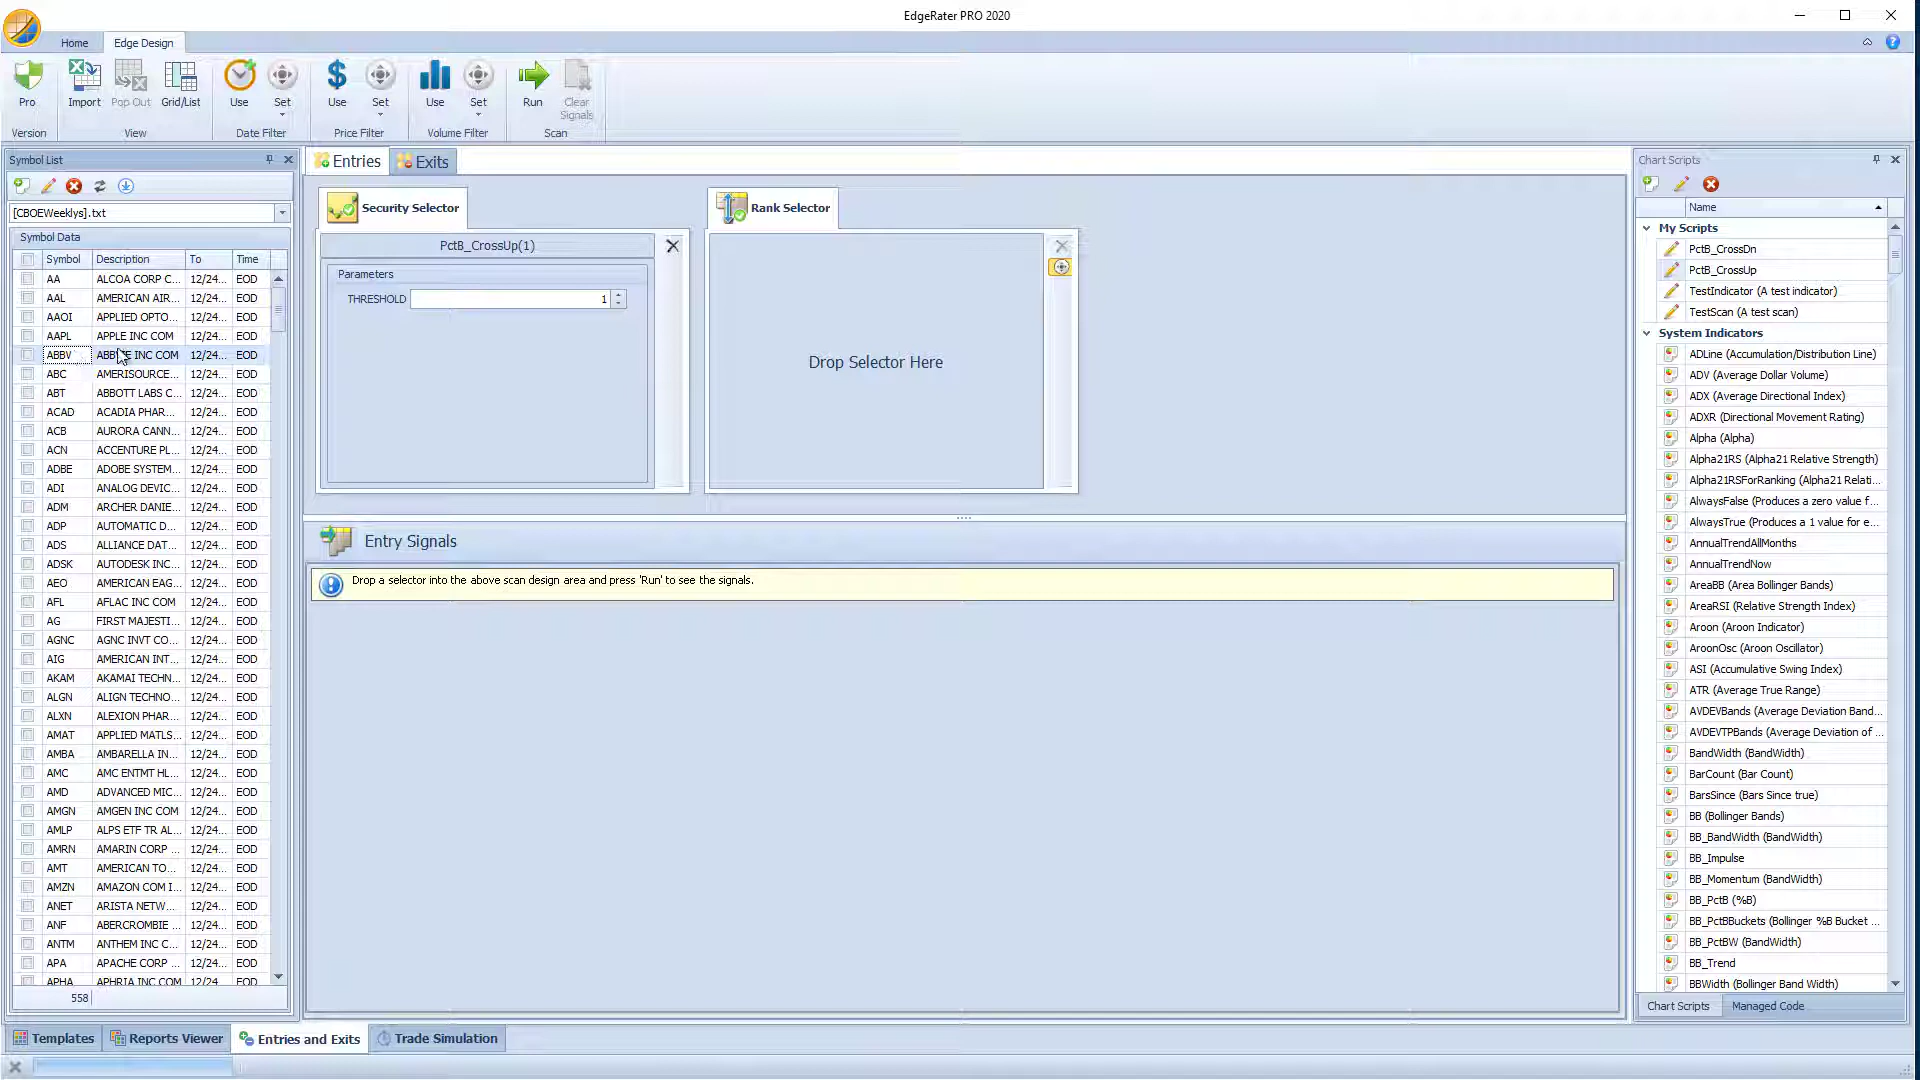 EdgeRater PRO 2020
Home
Edge Design
Pro
Import
Pop Out
Grid/List
Use
Set
Use
Set
Use
Set
Run
Clear
Signals
Version
View
Date Filter
Price Filter
Volume Filter
Scan
Symbol List
[CBOEWeeklys].txt
Symbol Data
Symbol Description To Time
AA ALCOA CORP C... 12/24... EOD
AAL AMERICAN AIR... 12/24... EOD
AAOI APPLIED OPTO... 12/24... EOD
AAPL APPLE INC COM 12/24... EOD
ABBV INC COM 12/24... EOD
ABC AMERISOURCE... 12/24... EOD
ABT ABBOTT LABS C... 12/24... EOD
ACAD ACADIA PHAR... 12/24... EOD
ACB AURORA CANN... 12/24... EOD
ACN ACCENTURE PL... 12/24... EOD
ADBE ADOBE SYSTEM... 12/24... EOD
ADI ANALOG DEVIC... 12/24... EOD
ADM ARCHER DANIE... 12/24... EOD
ADP AUTOMATIC D... 12/24... EOD
ADS ALLIANCE DAT... 12/24... EOD
ADSK AUTODESK INC... 12/24... EOD
AEO AMERICAN EAG... 12/24... EOD
AFL AFLAC INC COM 12/24... EOD
AG FIRST MAJESTI... 12/24... EOD
AGNC AGNC INVT CO... 12/24... EOD
AIG AMERICAN INT... 12/24... EOD
AKAM AKAMAI TECHN... 12/24... EOD
ALGN ALIGN TECHNO... 12/24... EOD
ALXN ALEXION PHAR... 12/24... EOD
AMAT APPLIED MATLS... 12/24... EOD
AMBA AMBARELLA IN... 12/24... EOD
AMC AMC ENTMT HL... 12/24... EOD
AMD ADVANCED MIC... 12/24... EOD
AMGN AMGEN INC COM 12/24... EOD
AMLP ALPS ETF TR AL... 12/24... EOD
AMRN AMARIN CORP ... 12/24... EOD
AMT AMERICAN TO... 12/24... EOD
AMZN AMAZON COM I... 12/24... EOD
ANET ARISTA NETW... 12/24... EOD
ANF ABERCROMBIE ... 12/24... EOD
ANTM ANTHEM INC C... 12/24... EOD
APA APACHE CORP ... 12/24... EOD
APHA APHRIA INC COM 12/24... EOD
558
Entries
Exits
Security Selector
PctB_CrossUp(1)
Parameters
THRESHOLD 1
Rank Selector
Drop Selector Here
Entry Signals
Drop a selector into the above scan design area and press 'Run' to see the signals.
Chart Scripts
Name
My Scripts
PctB_CrossDn
PctB_CrossUp
TestIndicator (A test indicator)
TestScan (A test scan)
System Indicators
ADLine (Accumulation/Distribution Line)
ADV (Average Dollar Volume)
ADX (Average Directional Index)
ADXR (Directional Movement Rating)
Alpha (Alpha)
Alpha21RS (Alpha21 Relative Strength)
Alpha21RSForRanking (Alpha21 Relati...
AlwaysFalse (Produces a zero value f...
AlwaysTrue (Produces a 1 value for e...
AnnualTrendAllMonths
AnnualTrendNow
AreaBB (Area Bollinger Bands)
AreaRSI (Relative Strength Index)
Aroon (Aroon Indicator)
AroonOsc (Aroon Oscillator)
ASI (Accumulative Swing Index)
ATR (Average True Range)
AVDEVBands (Average Deviation Band...
AVDEVTPBands (Average Deviation of ...
BandWidth (BandWidth)
BarCount (Bar Count)
BarsSince (Bars Since true)
BB (Bollinger Bands)
BB_BandWidth (BandWidth)
BB_Impulse
BB_Momentum (BandWidth)
BB_PctB (%B)
BB_PctBBuckets (Bollinger %B Bucket ...
BB_PctBW (BandWidth)
BB_Trend
BBWidth (Bollinger Band Width)
Chart Scripts
Managed Code
Templates
Reports Viewer
Entries and Exits
Trade Simulation